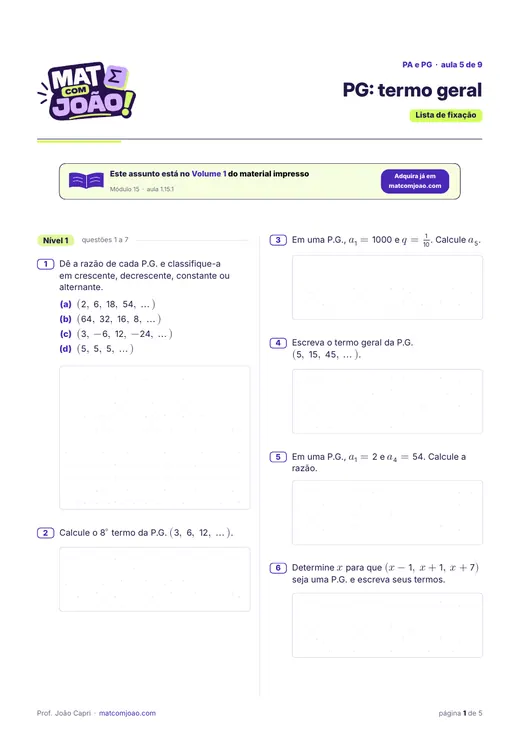 MAT
COM
JOÃO!
PA e PG · aula 5 de 9
PG: termo geral
Lista de fixação
Este assunto está no Volume 1 do material impresso
Módulo 15 · aula 1.15.1
Adquira já em
matcomjoao.com
Nível 1 questões 1 a 7
1 Dê a razão de cada P.G. e classifique-a
em crescente, decrescente, constante ou
alternante.
(a) (2, 6, 18, 54, ...)
(b) (64, 32, 16, 8, ...)
(c) (3, −6, 12, −24, ...)
(d) (5, 5, 5, ...)
2 Calcule o 8° termo da P.G. (3, 6, 12, ...).
3 Em uma P.G., a₁ = 1000 e q = 1/10. Calcule a₅.
4 Escreva o termo geral da P.G.
(5, 15, 45, ...).
5 Em uma P.G., a₁ = 2 e a₄ = 54. Calcule a
razão.
6 Determine x para que (x − 1, x + 1, x + 7)
seja uma P.G. e escreva seus termos.
Prof. João Capri · matcomjoao.com
página 1 de 5